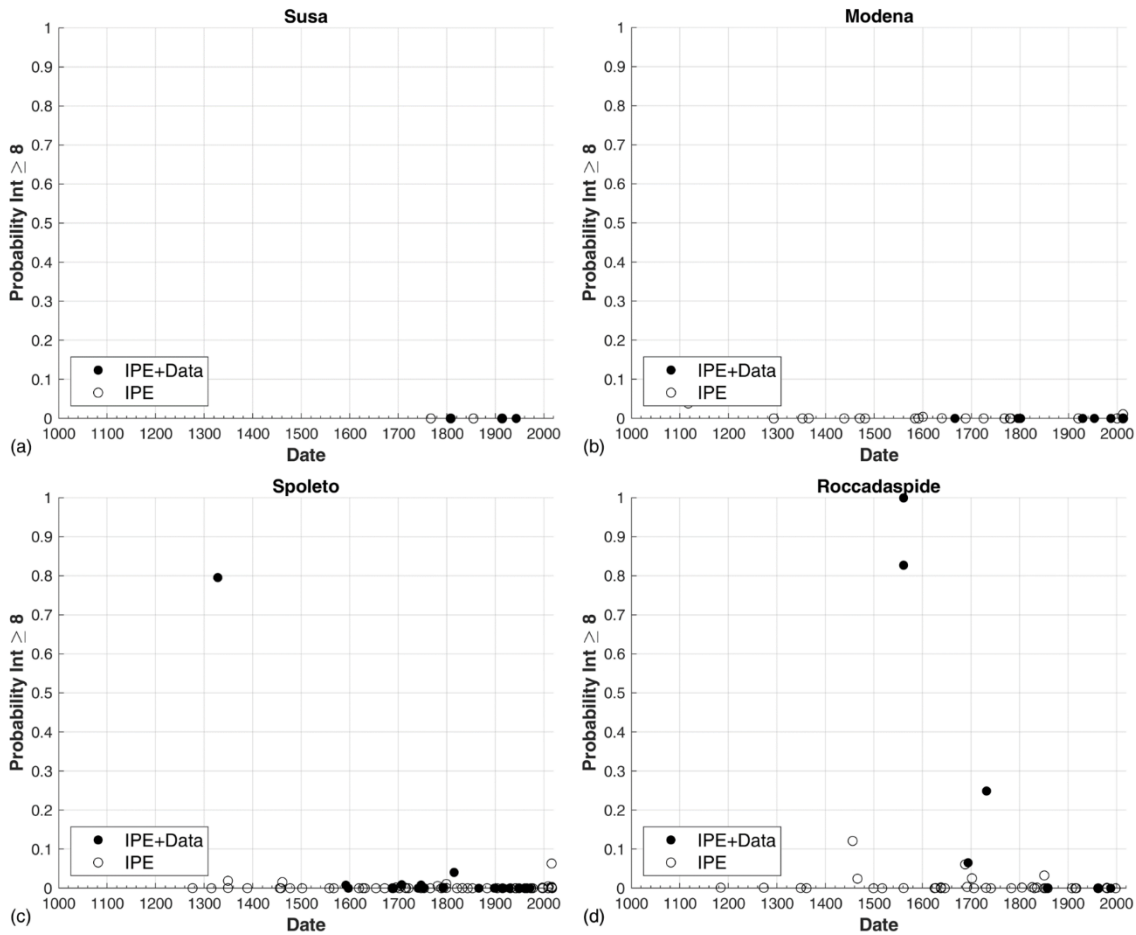 Susa
Probability Int ≥ 8
1
0.9
0.8
0.7
0.6
0.5
0.4
0.3
0.2
0.1
0
IPE+Data
IPE
1000 1100 1200 1300 1400 1500 1600 1700 1800 1900 2000
(a)
Date
Modena
Probability Int ≥ 8
1
0.9
0.8
0.7
0.6
0.5
0.4
0.3
0.2
0.1
0
IPE+Data
IPE
1000 1100 1200 1300 1400 1500 1600 1700 1800 1900 2000
(b)
Date
Spoleto
Probability Int ≥ 8
1
0.9
0.8
0.7
0.6
0.5
0.4
0.3
0.2
0.1
0
IPE+Data
IPE
1000 1100 1200 1300 1400 1500 1600 1700 1800 1900 2000
(c)
Date
Roccadaspide
Probability Int ≥ 8
1
0.9
0.8
0.7
0.6
0.5
0.4
0.3
0.2
0.1
0
IPE+Data
IPE
1000 1100 1200 1300 1400 1500 1600 1700 1800 1900 2000
(d)
Date